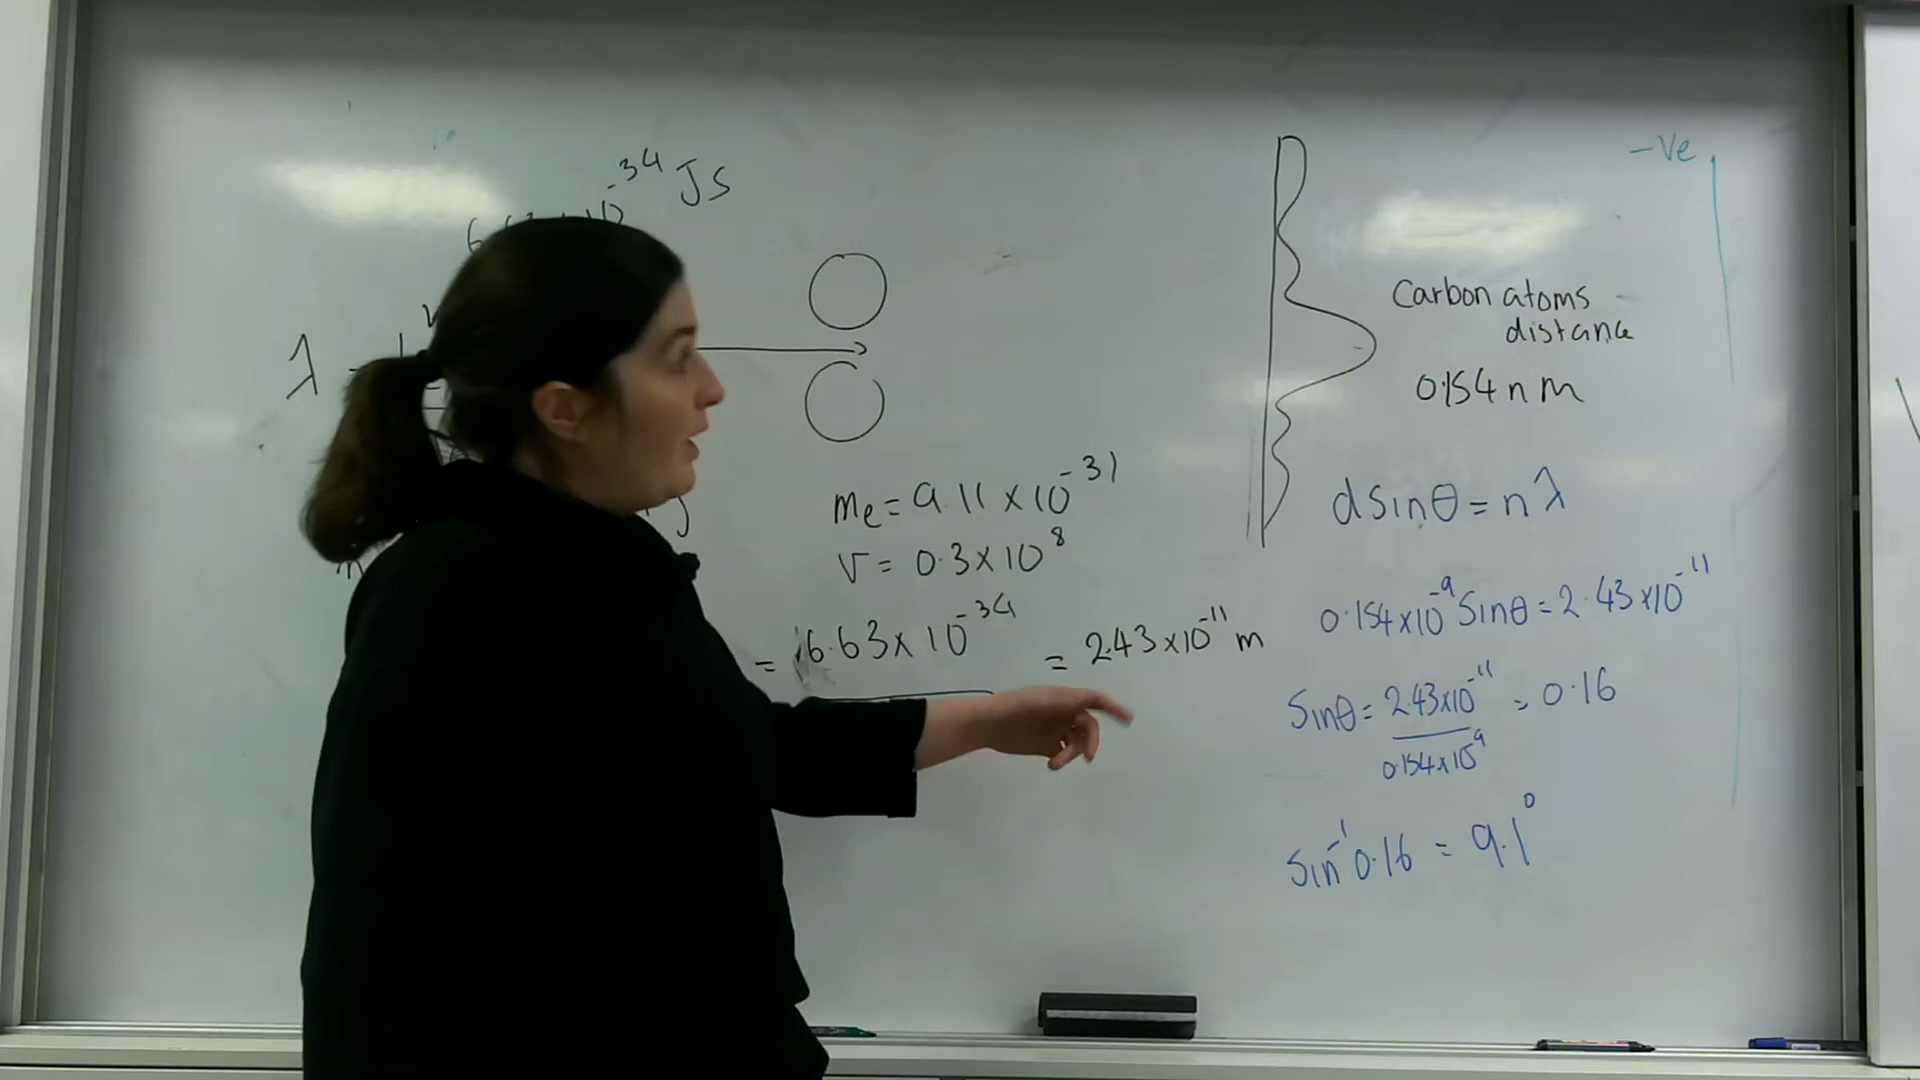 -34 Js
λ
me = 9.11 x 10^-31
v = 0.3 x 10^8
= 6.63 x 10^-34 = 2.43 x 10^-11 m
-ve
Carbon atoms
distance
0.154 nm
dsinθ = nλ
0.154 x 10^-9 Sinθ = 2.43 x 10^-11
Sinθ = 2.43 x 10^-11 / 0.154 x 10^-9 = 0.16
Sin^-1 0.16 = 9.1°